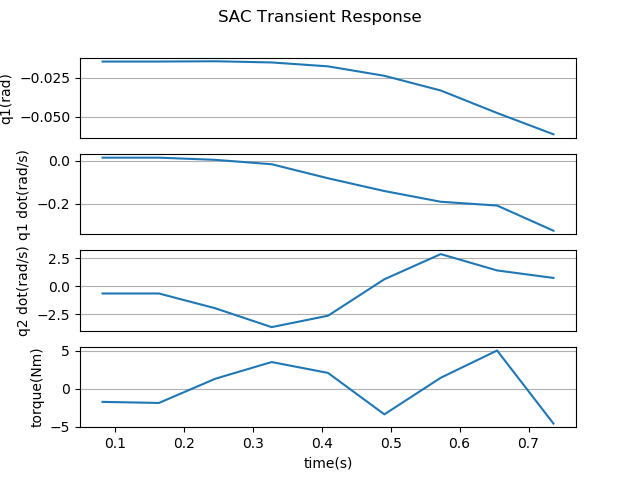 SAC Transient Response
q1(rad)
−0.025
−0.050
q1 dot(rad/s)
0.0
−0.2
q2 dot(rad/s)
2.5
0.0
−2.5
torque(Nm)
5
0
−5
0.1 0.2 0.3 0.4 0.5 0.6 0.7
time(s)